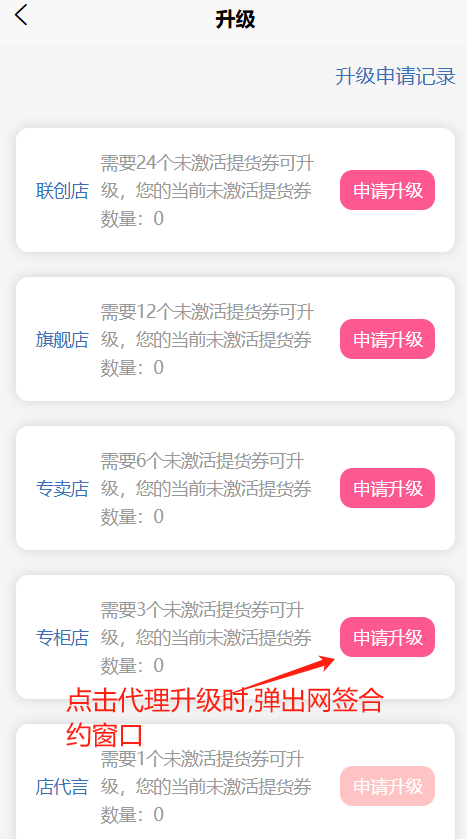 升级
升级申请记录
需要24个未激活提货券可升
联创店 级，您的当前未激活提货券 申请升级
数量：0
需要12个未激活提货券可升
旗舰店 级，您的当前未激活提货券 申请升级
数量：0
需要6个未激活提货券可升
专卖店 级，您的当前未激活提货券 申请升级
数量：0
需要3个未激活提货券可升
专柜店 级，您的当前未激活提货券 申请升级
数量：0
点击代理升级时,弹出网签合
约窗口
需要1个未激活提货券可升
店代言 级，您的当前未激活提货券 申请升级
数量：0